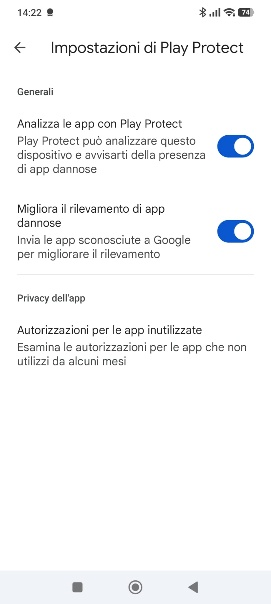 14:22
74
Impostazioni di Play Protect
Generali
Analizza le app con Play Protect
Play Protect può analizzare questo
dispositivo e avvisarti della presenza
di app dannose
Migliora il rilevamento di app
dannose
Invia le app sconosciute a Google
per migliorare il rilevamento
Privacy dell'app
Autorizzazioni per le app inutilizzate
Esamina le autorizzazioni per le app che non
utilizzi da alcuni mesi